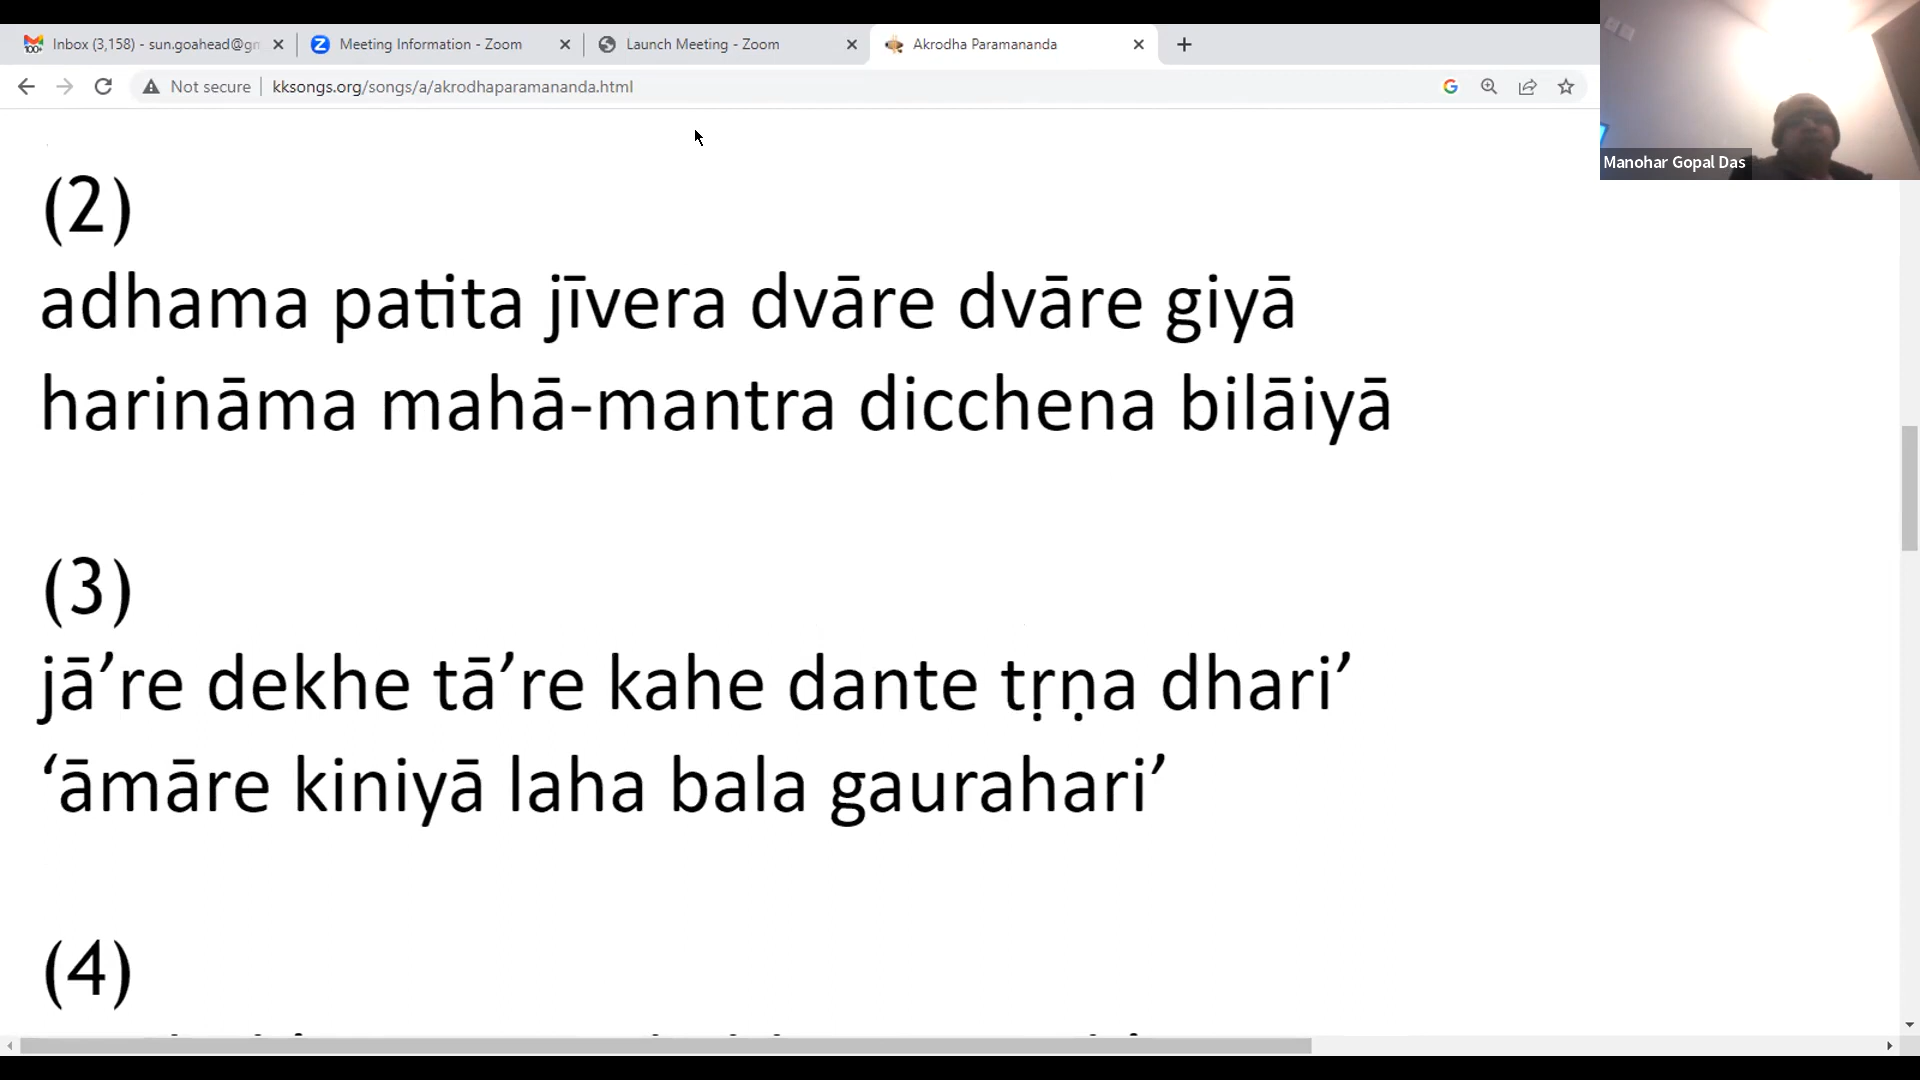 Inbox (3,158) - sun.goahead@gm
Meeting Information - Zoom
Launch Meeting - Zoom
Akrodha Paramananda
Not secure
kksongs.org/songs/a/akrodhaparamananda.html
Manohar Gopal Das
(2)
adhama patita jīvera dvāre dvāre giyā
harināma mahā-mantra dicchena bilāiyā
(3)
jā’re dekhe tā’re kahe dante tṛṇa dhari’
‘āmāre kiniyā laha bala gaurahari’
(4)